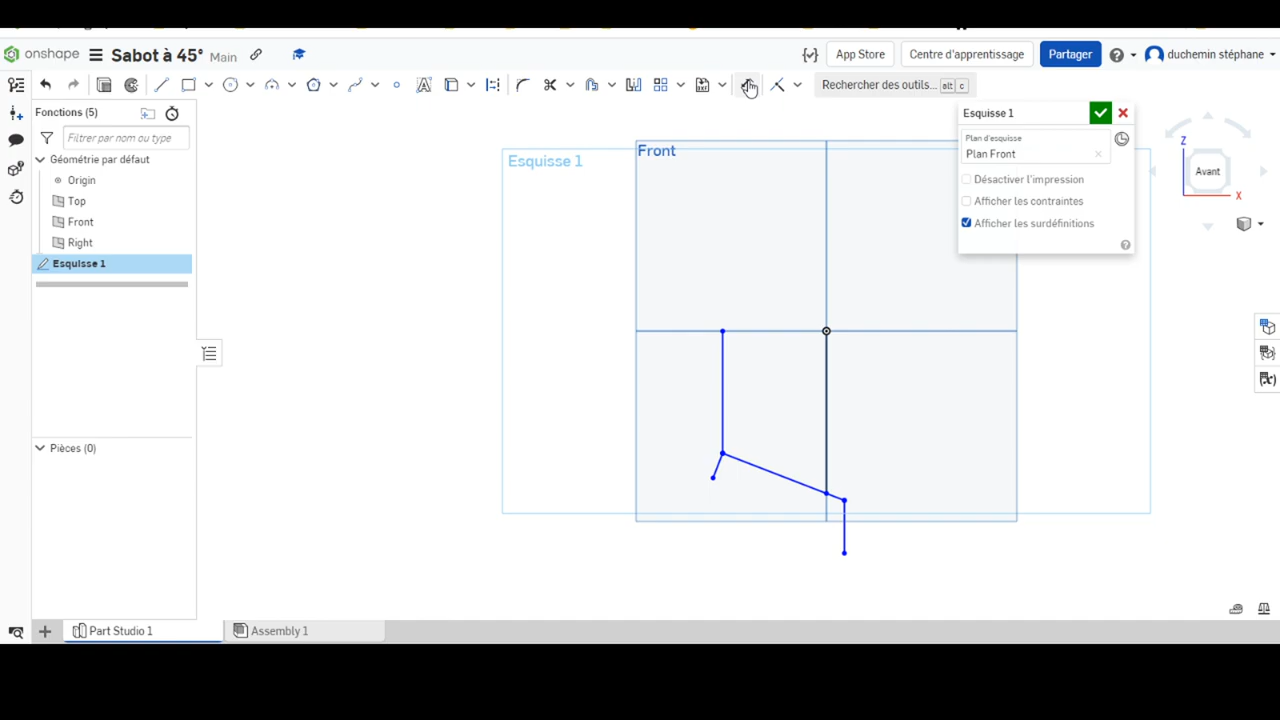 onshape
Sabot à 45° Main
App Store
Centre d'apprentissage
Partager
duchemin stéphane
Rechercher des outils... alt c
Fonctions (5)
Filtrer par nom ou type
Géométrie par défaut
Origin
Top
Front
Right
Esquisse 1
Pièces (0)
Esquisse 1
Front
Esquisse 1
Plan d'esquisse
Plan Front
Désactiver l'impression
Afficher les contraintes
Afficher les surdéfinitions
Z
Avant
X
Part Studio 1
Assembly 1